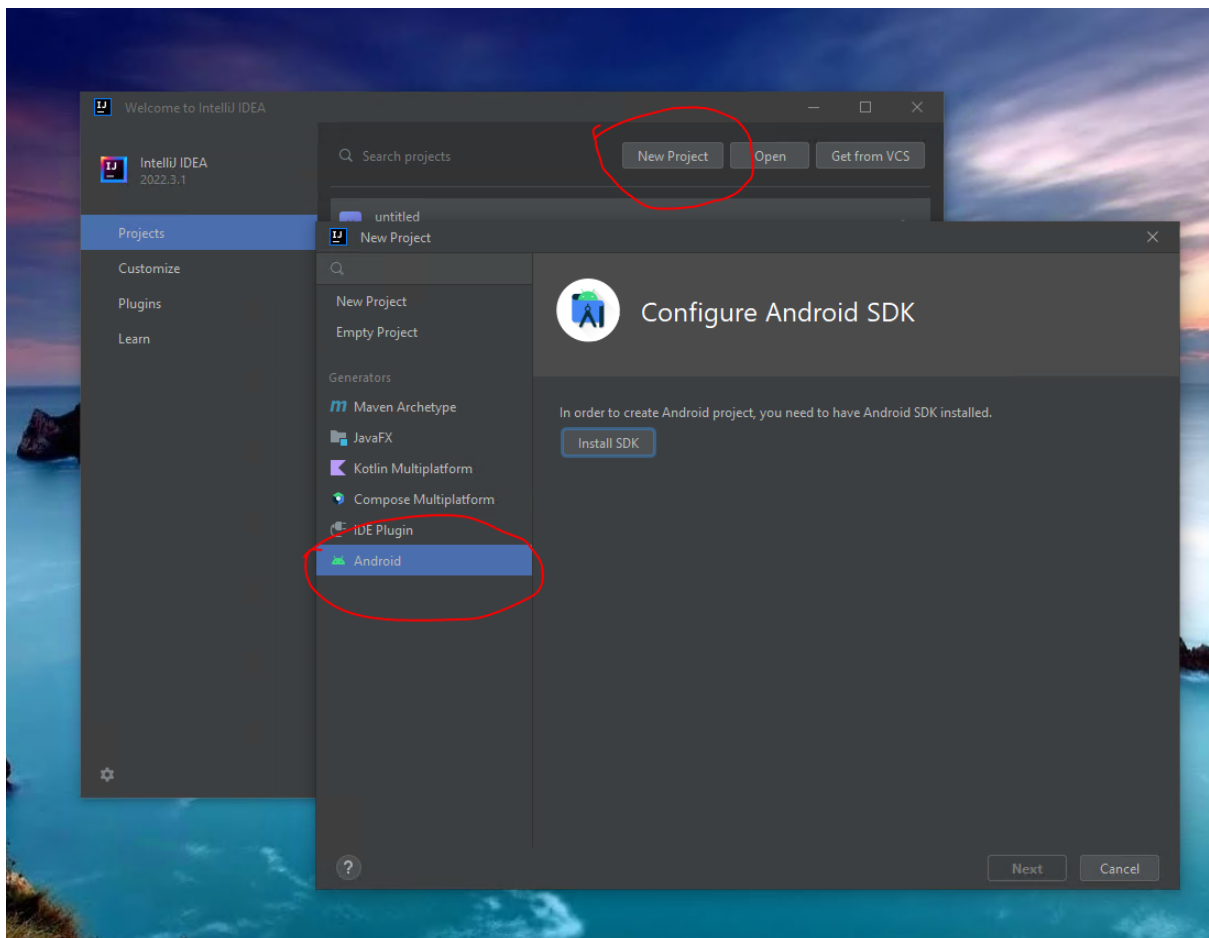 Welcome to IntelliJ IDEA
IntelliJ IDEA
2022.3.1
Search projects
New Project
Open
Get from VCS
Projects
Customize
Plugins
Learn
untitled
New Project
New Project
Empty Project
Generators
Maven Archetype
JavaFX
Kotlin Multiplatform
Compose Multiplatform
IDE Plugin
Android
Configure Android SDK
In order to create Android project, you need to have Android SDK installed.
Install SDK
?
Next
Cancel